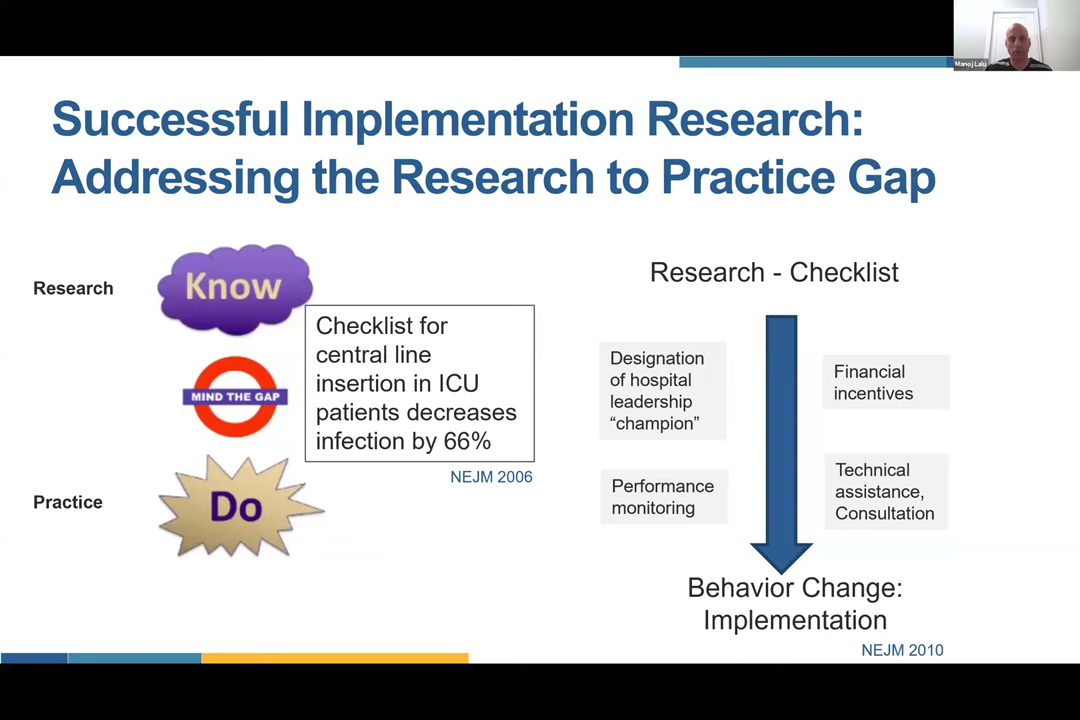 Manoj Lalu
Successful Implementation Research:
Addressing the Research to Practice Gap
Research
Know
MIND THE GAP
Practice
Do
Checklist for
central line
insertion in ICU
patients decreases
infection by 66%
NEJM 2006
Research - Checklist
Designation
of hospital
leadership
“champion”
Financial
incentives
Performance
monitoring
Technical
assistance,
Consultation
Behavior Change:
Implementation
NEJM 2010